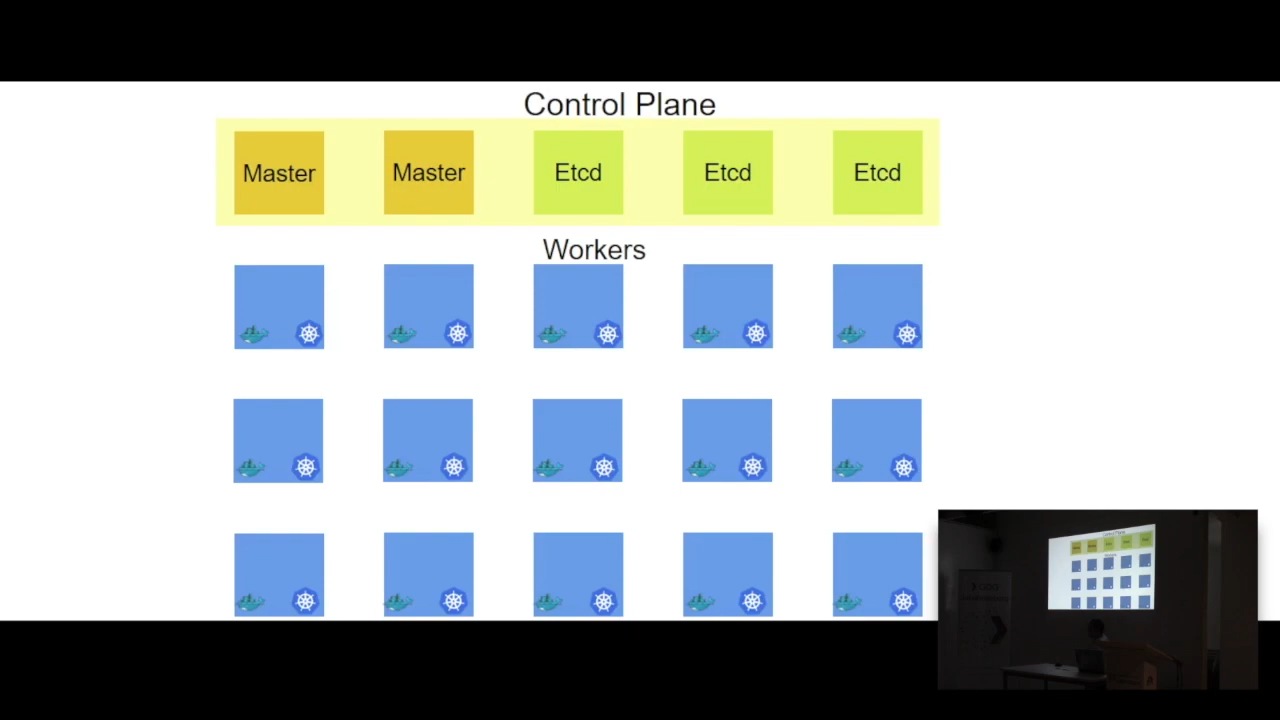 Control Plane
Master
Master
Etcd
Etcd
Etcd
Workers